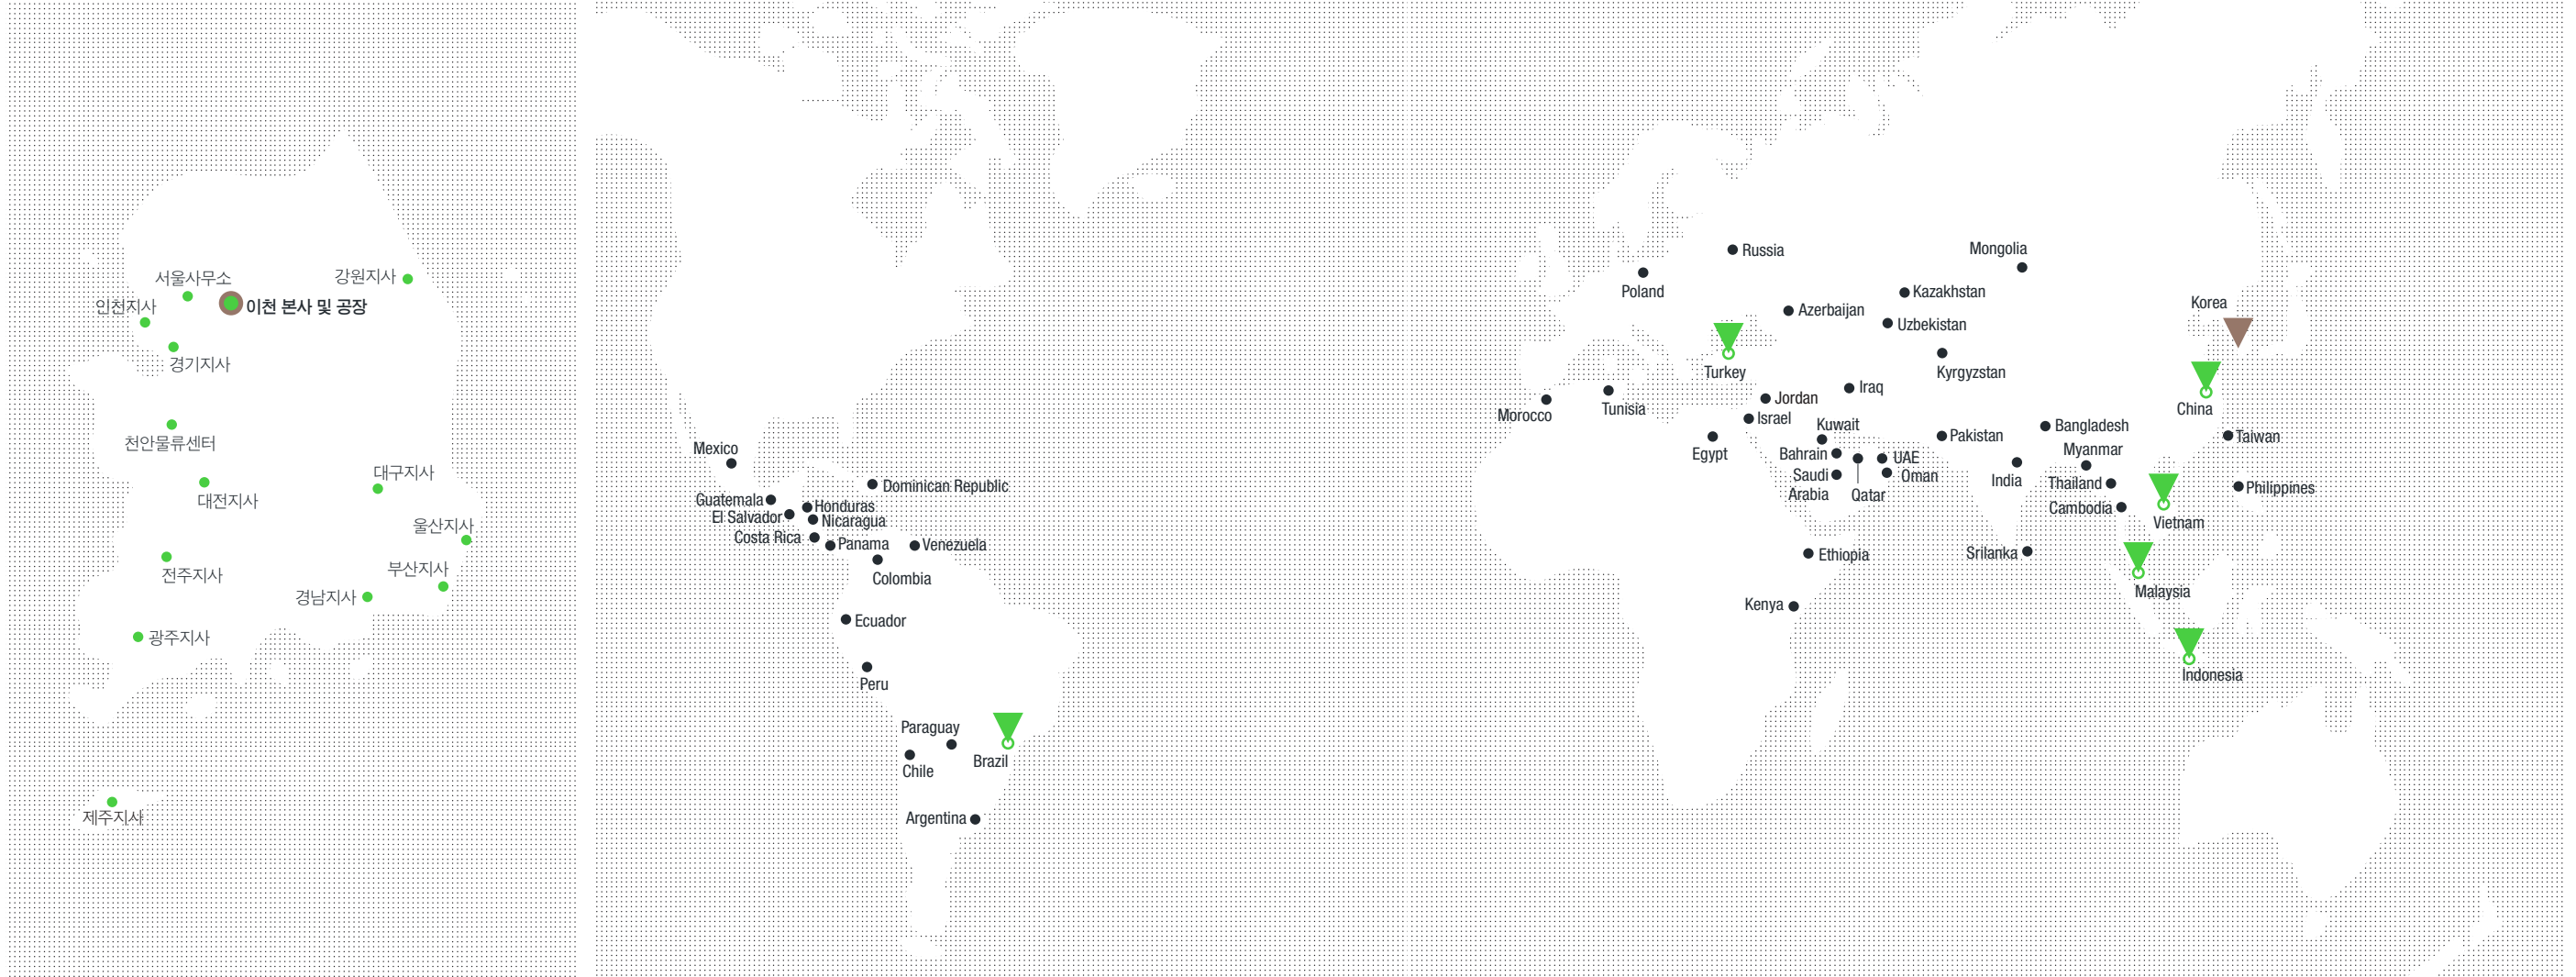 서울사무소
강원지사
인천지사
이천 본사 및 공장
경기지사
천안물류센터
대구지사
대전지사
울산지사
전주지사
부산지사
경남지사
광주지사
제주지사
Mexico
Guatemala
Dominican Republic
El Salvador
Honduras
Nicaragua
Costa Rica
Panama
Venezuela
Colombia
Ecuador
Peru
Paraguay
Chile
Brazil
Argentina
Russia
Mongolia
Poland
Kazakhstan
Korea
Azerbaijan
Uzbekistan
Turkey
Kyrgyzstan
Iraq
Jordan
Morocco
Tunisia
China
Israel
Kuwait
Bangladesh
Pakistan
Taiwan
Egypt
Bahrain
UAE
Myanmar
Saudi
Arabia
Qatar
Oman
India
Thailand
Philippines
Cambodia
Vietnam
Ethiopia
Srilanka
Malaysia
Kenya
Indonesia